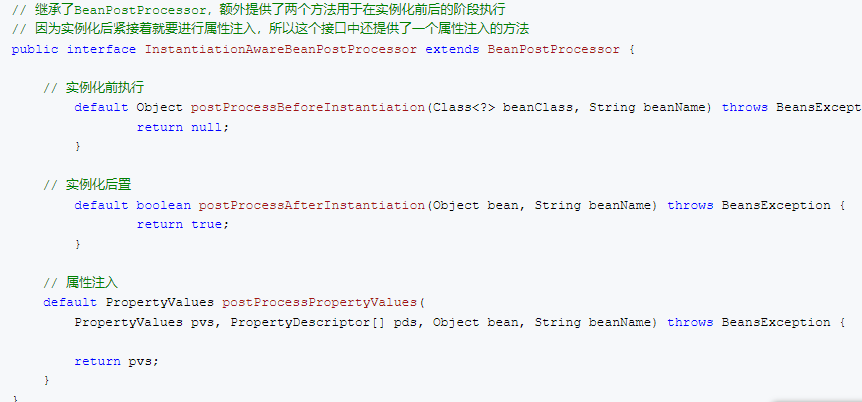 // 继承了BeanPostProcessor，额外提供了两个方法用于在实例化前后的阶段执行
// 因为实例化后紧接着就要进行属性注入，所以这个接口中还提供了一个属性注入的方法
public interface InstantiationAwareBeanPostProcessor extends BeanPostProcessor {
// 实例化前执行
default Object postProcessBeforeInstantiation(Class<?> beanClass, String beanName) throws BeansExcept
return null;
}
// 实例化后置
default boolean postProcessAfterInstantiation(Object bean, String beanName) throws BeansException {
return true;
}
// 属性注入
default PropertyValues postProcessPropertyValues(
PropertyValues pvs, PropertyDescriptor[] pds, Object bean, String beanName) throws BeansException {
return pvs;
}
}